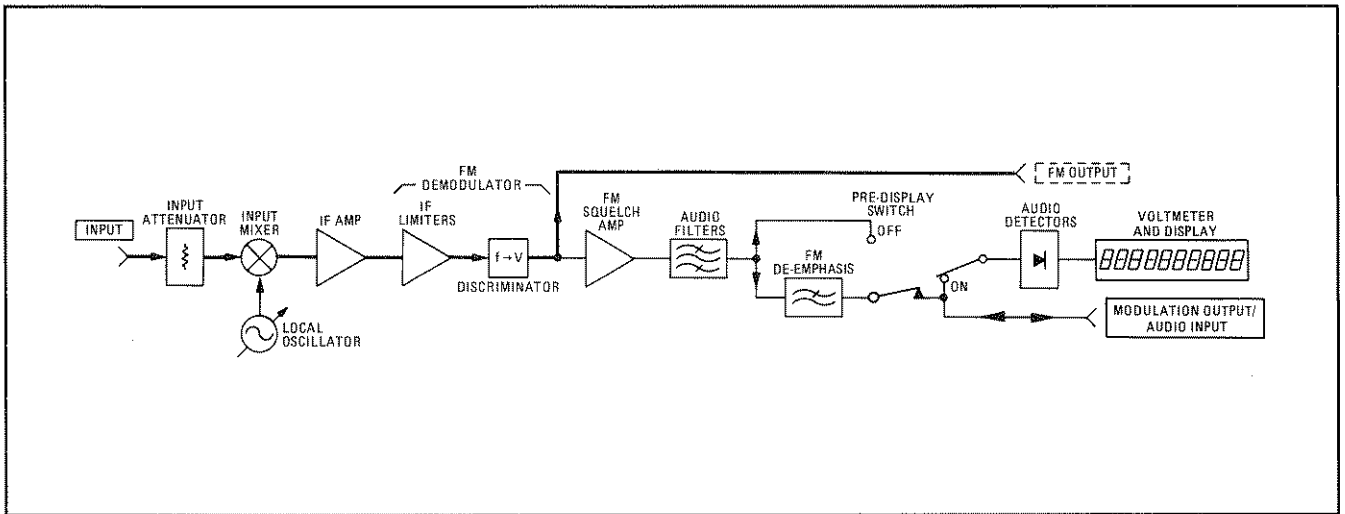 INPUT
INPUT
ATTENUATOR
INPUT
MIXER
LOCAL
OSCILLATOR
IF AMP
FM
DEMODULATOR
IF
LIMITERS
f→V
DISCRIMINATOR
FM
SQUELCH
AMP
AUDIO
FILTERS
FM
DE-EMPHASIS
PRE-DISPLAY
SWITCH
OFF
ON
AUDIO
DETECTORS
VOLTMETER
AND DISPLAY
8888888888
FM OUTPUT
MODULATION OUTPUT/
AUDIO INPUT